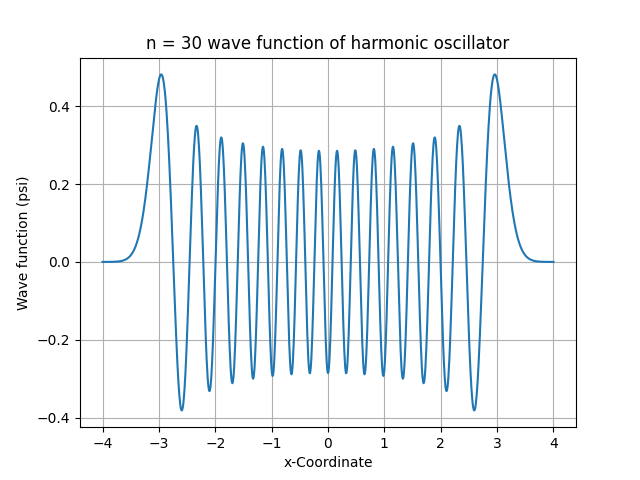 n = 30 wave function of harmonic oscillator
Wave function (psi)
0.4
0.2
0.0
−0.2
−0.4
−4 −3 −2 −1 0 1 2 3 4
x-Coordinate